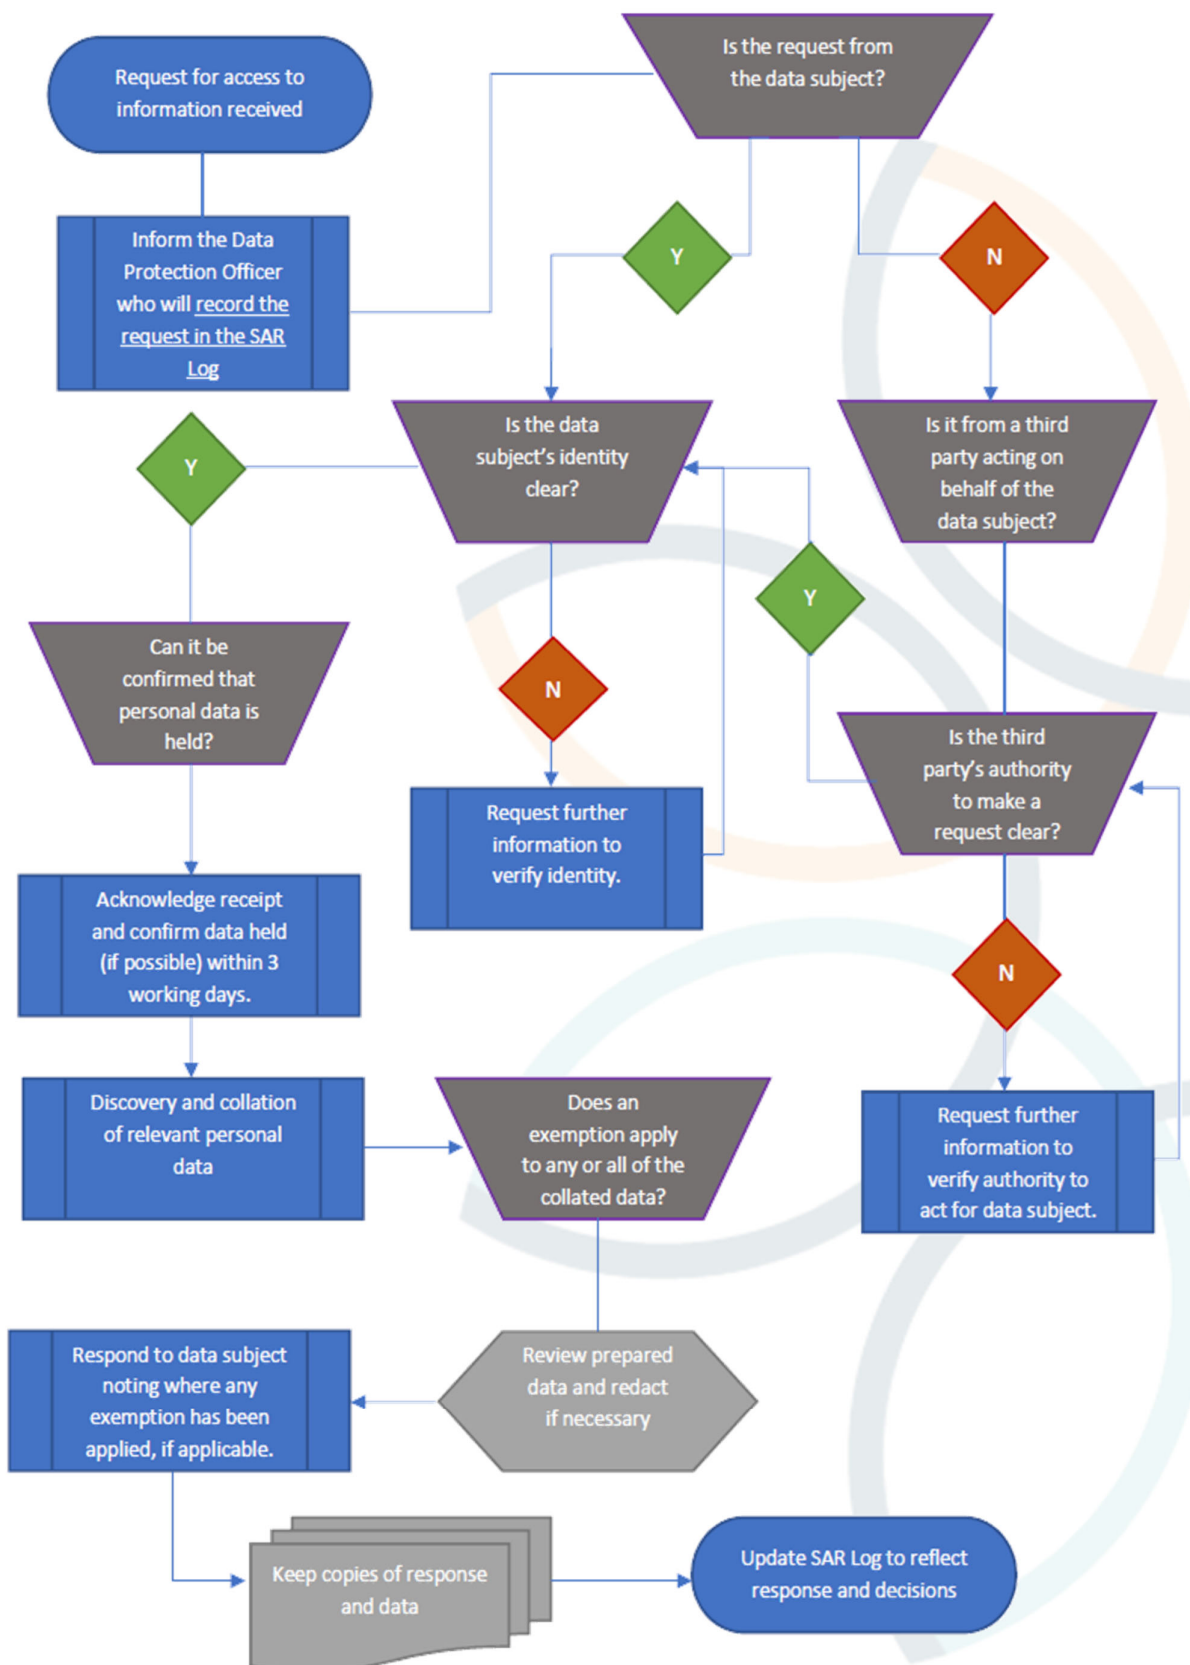 Request for access to
information received
Is the request from
the data subject?
Inform the Data
Protection Officer
who will record the
request in the SAR
Log
Y
N
Y
Is the data
subject's identity
clear?
Is it from a third
party acting on
behalf of the
data subject?
Y
Can it be
confirmed that
personal data is
held?
N
Is the third
party's authority
to make a
request clear?
Request further
information to
verify identity.
Acknowledge receipt
and confirm data held
(if possible) within 3
working days.
N
Discovery and collation
of relevant personal
data
Does an
exemption apply
to any or all of the
collated data?
Request further
information to
verify authority to
act for data subject.
Respond to data subject
noting where any
exemption has been
applied, if applicable.
Review prepared
data and redact
if necessary
Keep copies of response
and data
Update SAR Log to reflect
response and decisions